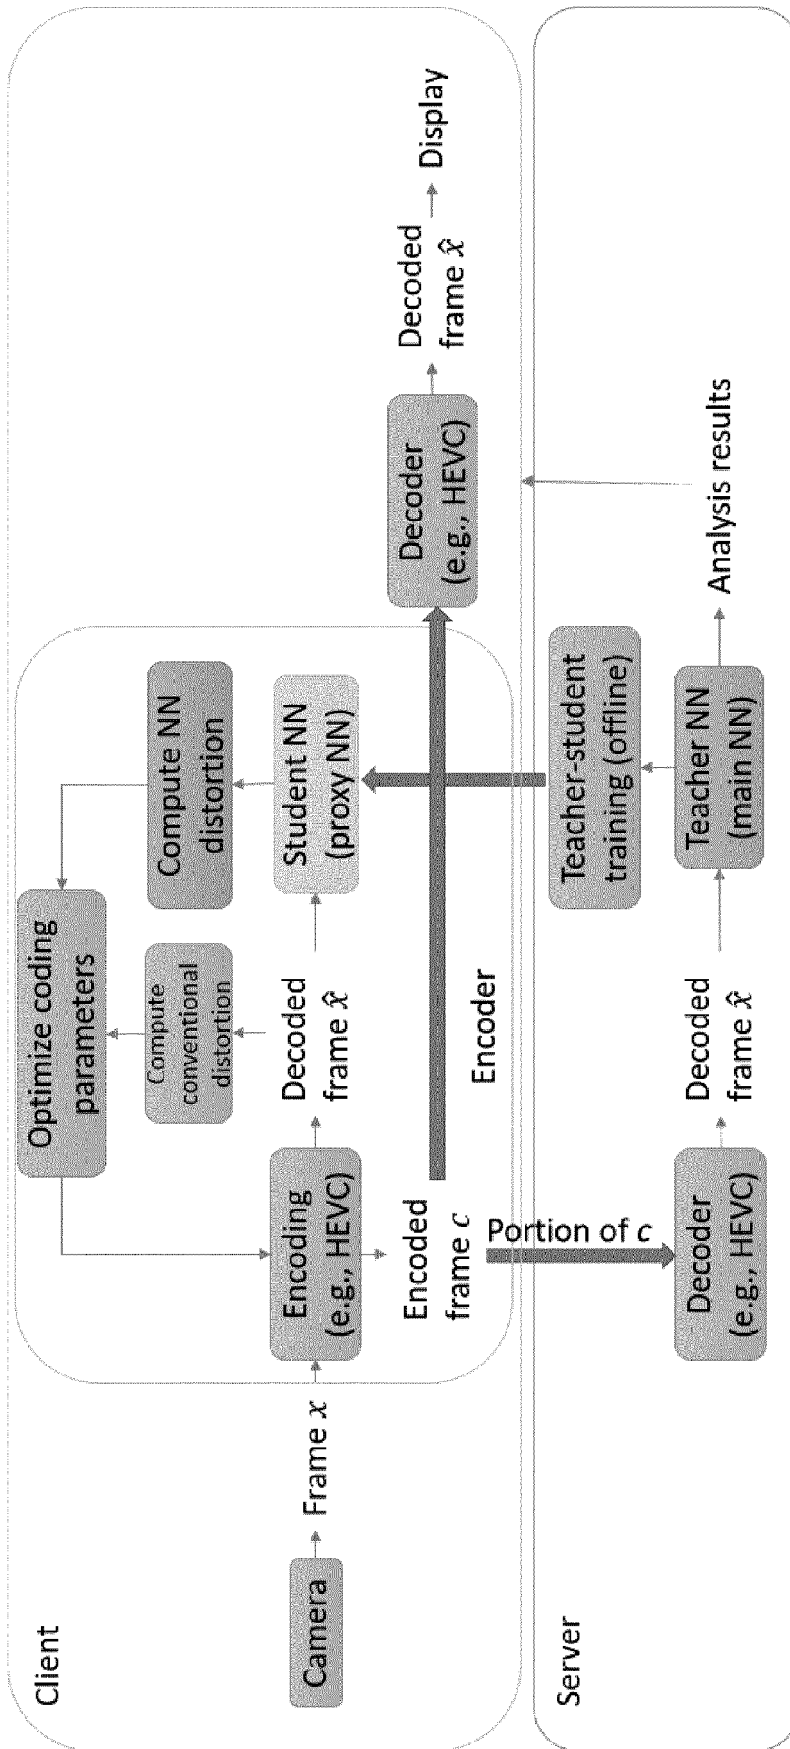 Client
Camera
Frame x
Encoding
(e.g., HEVC)
Optimize coding
parameters
Compute
conventional
distortion
Compute NN
distortion
Decoded
frame x̂
Student NN
(proxy NN)
Encoded
frame c
Encoder
Decoder
(e.g., HEVC)
Decoded
frame x̂
Display
Portion of c
Server
Decoder
(e.g., HEVC)
Decoded
frame x̂
Teacher-student
training (offline)
Teacher NN
(main NN)
Analysis results